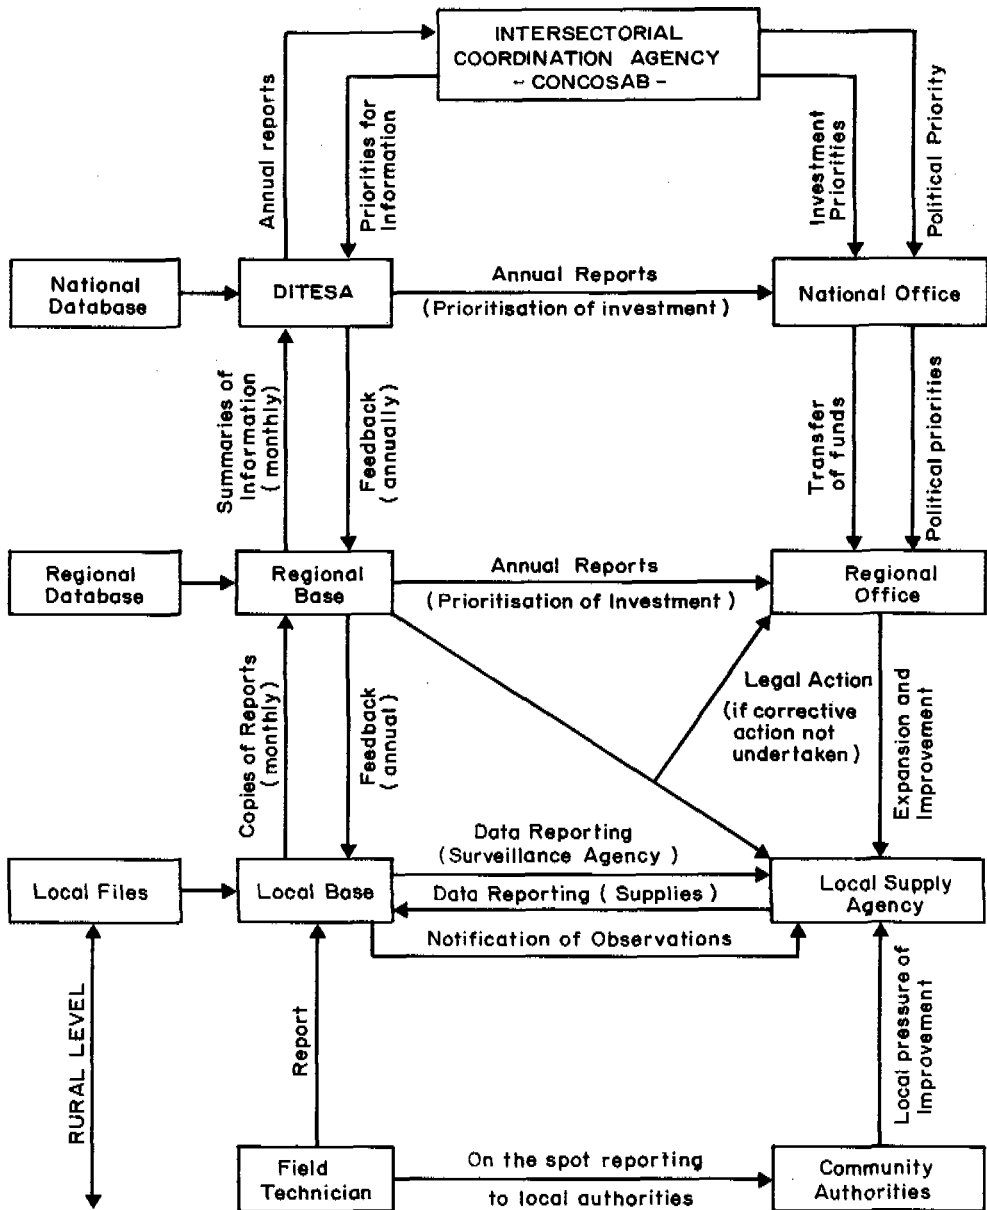 INTERSECTORIAL
COORDINATION AGENCY
- CONCOSAB -
Annual reports
Priorities for
Information
Investment
Priorities
Political Priority
National
Database
DITESA
Annual Reports
(Prioritisation of investment)
National Office
Summaries of
Information
(monthly)
Feedback
(annually)
Transfer
of funds
Political priorities
Regional
Database
Regional
Base
Annual Reports
(Prioritisation of Investment)
Regional
Office
Copies of Reports
(monthly)
Feedback
(annual)
Legal Action
(if corrective
action not
undertaken)
Expansion and
Improvement
Data Reporting
(Surveillance Agency)
Local Files
Local Base
Data Reporting (Supplies)
Local Supply
Agency
Notification of Observations
RURAL LEVEL
Report
Local pressure of
Improvement
Field
Technician
On the spot reporting
to local authorities
Community
Authorities